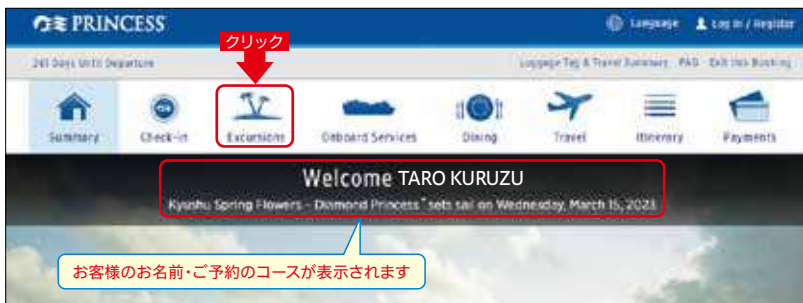 PRINCESS
Language Log in / Register
クリック
241 Days Until Departure
Luggage Tag & Travel Summary FAQ Exit this Booking
Summary Check-in Excursions Onboard Services Dining Travel Itinerary Payments
Welcome TARO KURUZU
Kyushu Spring Flowers - Diamond Princess® sets sail on Wednesday, March 15, 2023
お客様のお名前・ご予約のコースが表示されます